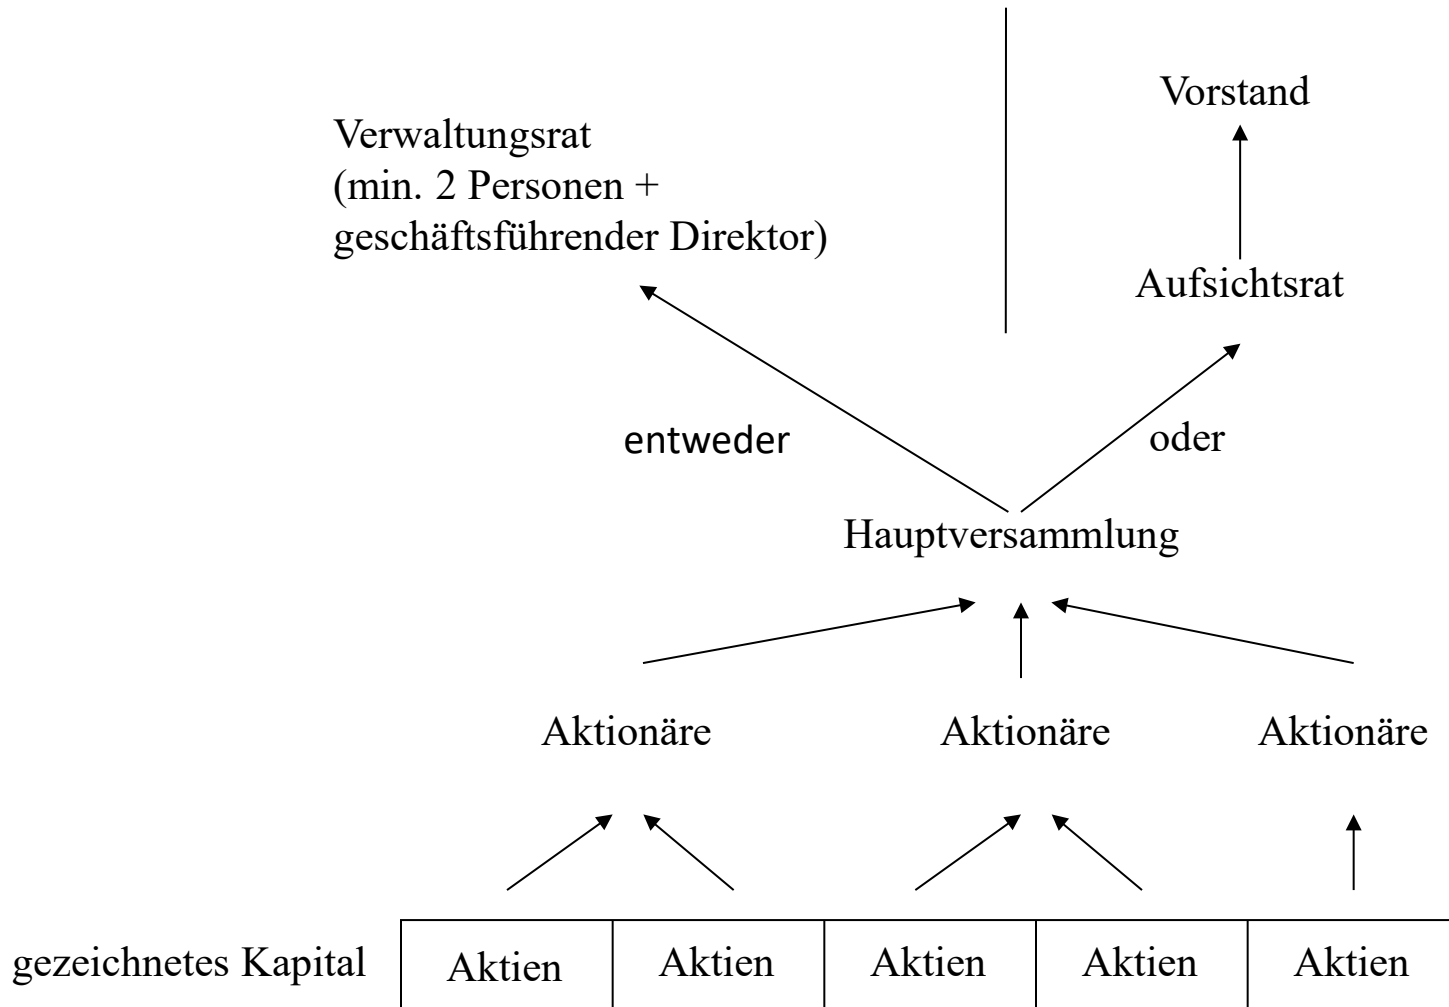 Vorstand
Verwaltungsrat
(min. 2 Personen +
geschäftsführender Direktor)
Aufsichtsrat
entweder
oder
Hauptversammlung
Aktionäre
Aktionäre
Aktionäre
gezeichnetes Kapital
Aktien
Aktien
Aktien
Aktien
Aktien